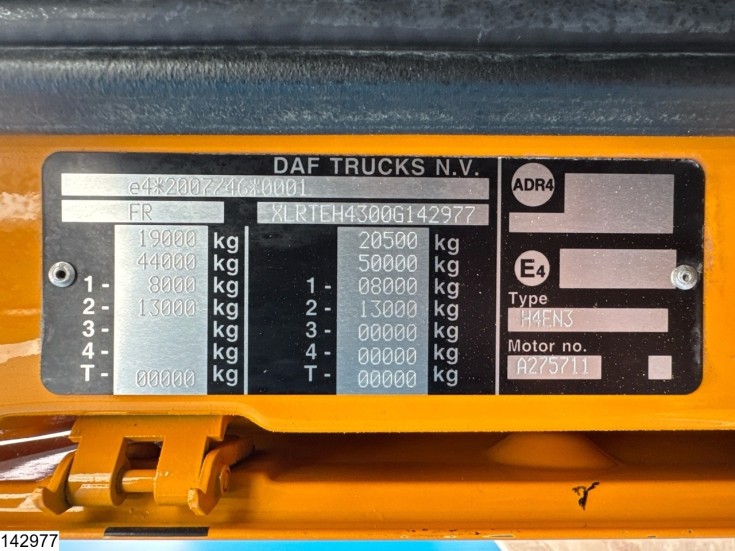 DAF TRUCKS N.V.
e4*2007/46*0001
FR XLRTEH4300G142977
19000 kg 20500 kg
44000 kg 50000 kg
1- 8000 kg 1- 08000 kg
2- 13000 kg 2- 13000 kg
3- kg 3- 00000 kg
4- kg 4- 00000 kg
T- 00000 kg T- 00000 kg
ADR4
E4
Type
H4EN3
Motor no.
A275711
142977